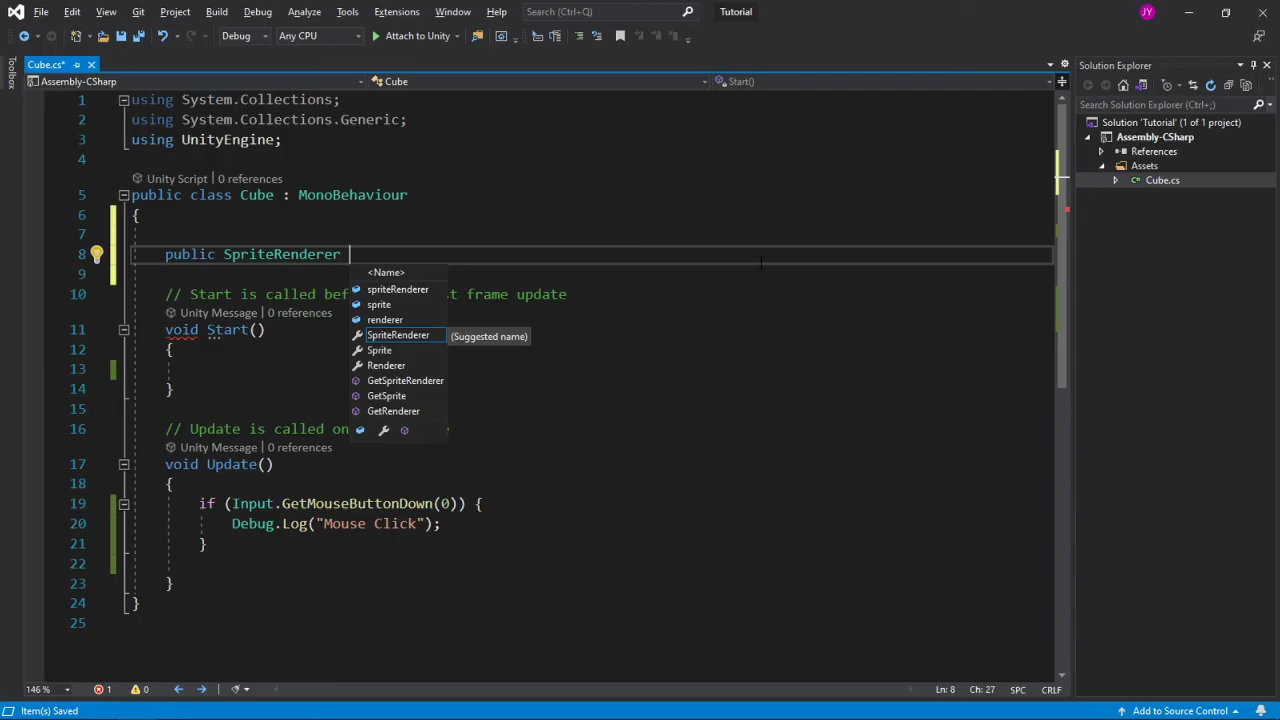 File Edit View Git Project Build Debug Analyze Tools Extensions Window Help Search (Ctrl+Q) Tutorial JY
Debug Any CPU Attach to Unity
Toolbox
Cube.cs*
Assembly-CSharp Cube Start()
1 using System.Collections;
2 using System.Collections.Generic;
3 using UnityEngine;
4
Unity Script | 0 references
5 public class Cube : MonoBehaviour
6 {
7
8 public SpriteRenderer
9
<Name>
spriteRenderer
sprite
renderer
SpriteRenderer (Suggested name)
Sprite
Renderer
GetSpriteRenderer
GetSprite
GetRenderer
10 // Start is called bef t frame update
Unity Message | 0 references
11 void Start()
12 {
13
14 }
15
16 // Update is called on e
Unity Message | 0 references
17 void Update()
18 {
19 if (Input.GetMouseButtonDown(0)) {
20 Debug.Log("Mouse Click");
21 }
22
23 }
24 }
25
146 % 1 0 Ln: 8 Ch: 27 SPC CRLF
Item(s) Saved Add to Source Control
Solution Explorer
Search Solution Explorer (Ctrl+;)
Solution 'Tutorial' (1 of 1 project)
Assembly-CSharp
References
Assets
C# Cube.cs